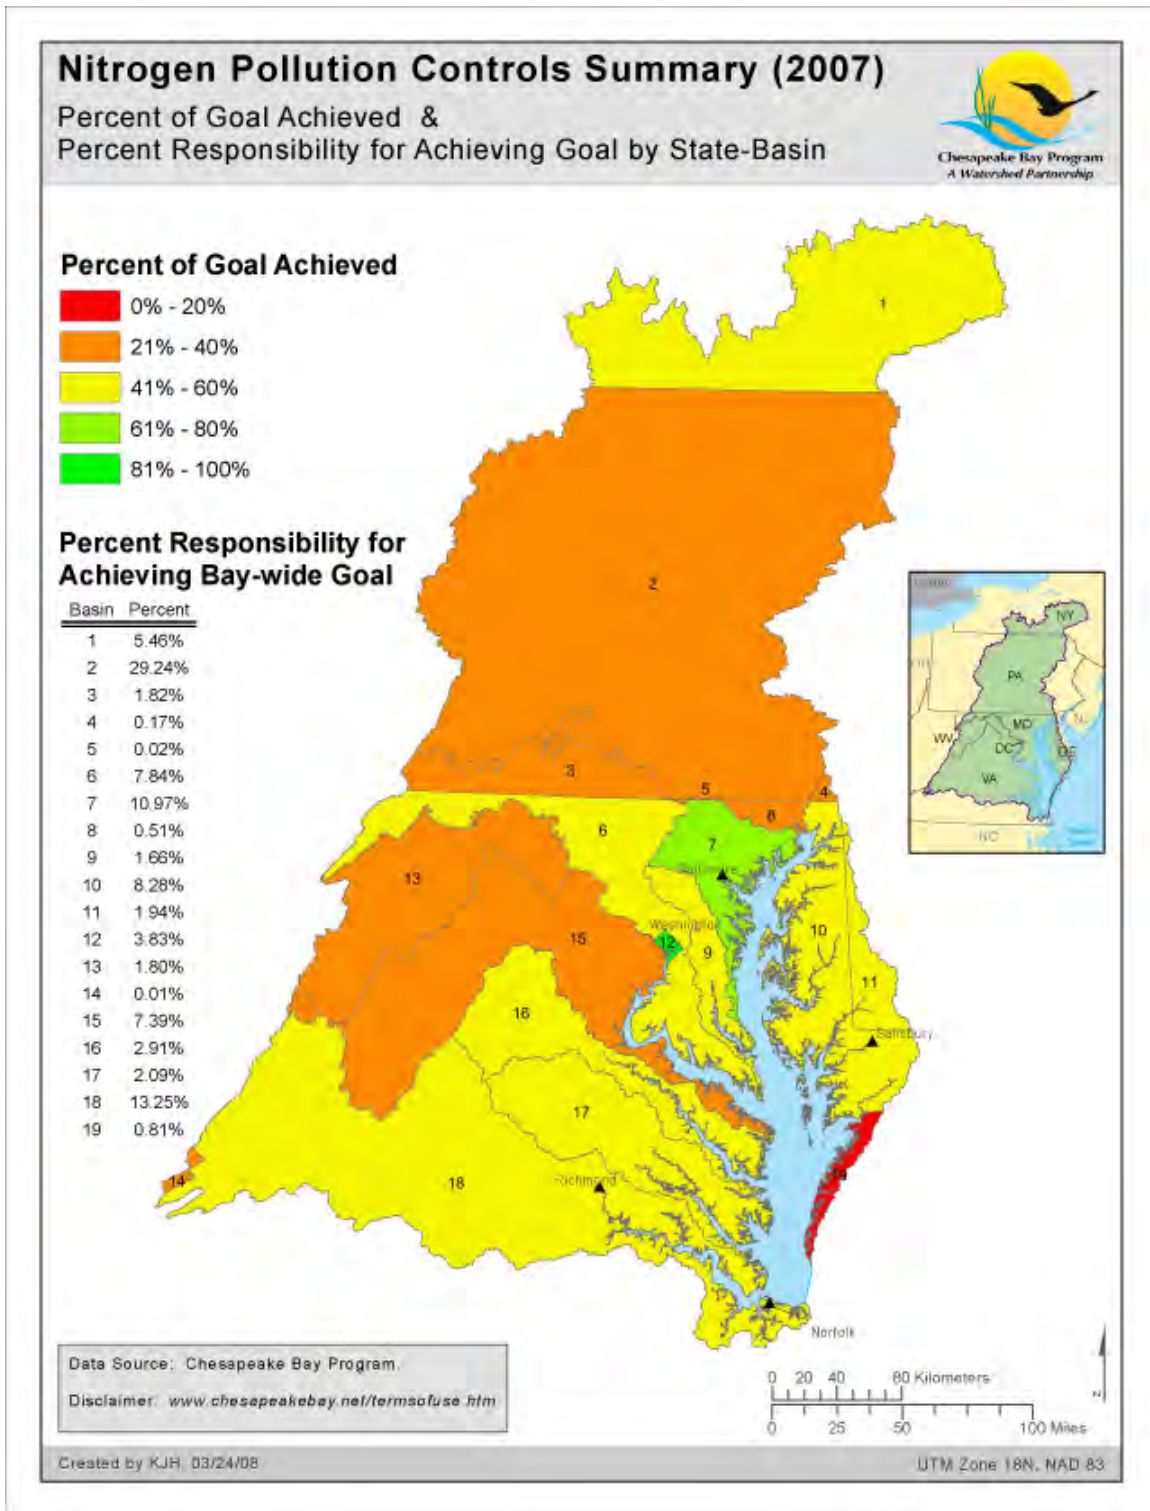 Nitrogen Pollution Controls Summary (2007)
Percent of Goal Achieved &
Percent Responsibility for Achieving Goal by State-Basin
Chesapeake Bay Program
A Watershed Partnership
Percent of Goal Achieved
0% - 20%
21% - 40%
41% - 60%
61% - 80%
81% - 100%
Percent Responsibility for
Achieving Bay-wide Goal
Basin Percent
1 5.46%
2 29.24%
3 1.82%
4 0.17%
5 0.02%
6 7.84%
7 10.97%
8 0.51%
9 1.66%
10 8.28%
11 1.94%
12 3.83%
13 1.80%
14 0.01%
15 7.39%
16 2.91%
17 2.09%
18 13.25%
19 0.81%
1
2
3
5
4
6
7
8
13
Washington
12
15
9
10
11
16
Salisbury
17
14
18
Richmond
19
Norfolk
NY
PA
NJ
MD
WV
DC
DE
VA
NC
Data Source: Chesapeake Bay Program.
Disclaimer: www.chesapeakebay.net/termsofuse.htm
0 20 40 80 Kilometers
0 25 50 100 Miles
N
Created by KJH, 03/24/08
UTM Zone 18N, NAD 83